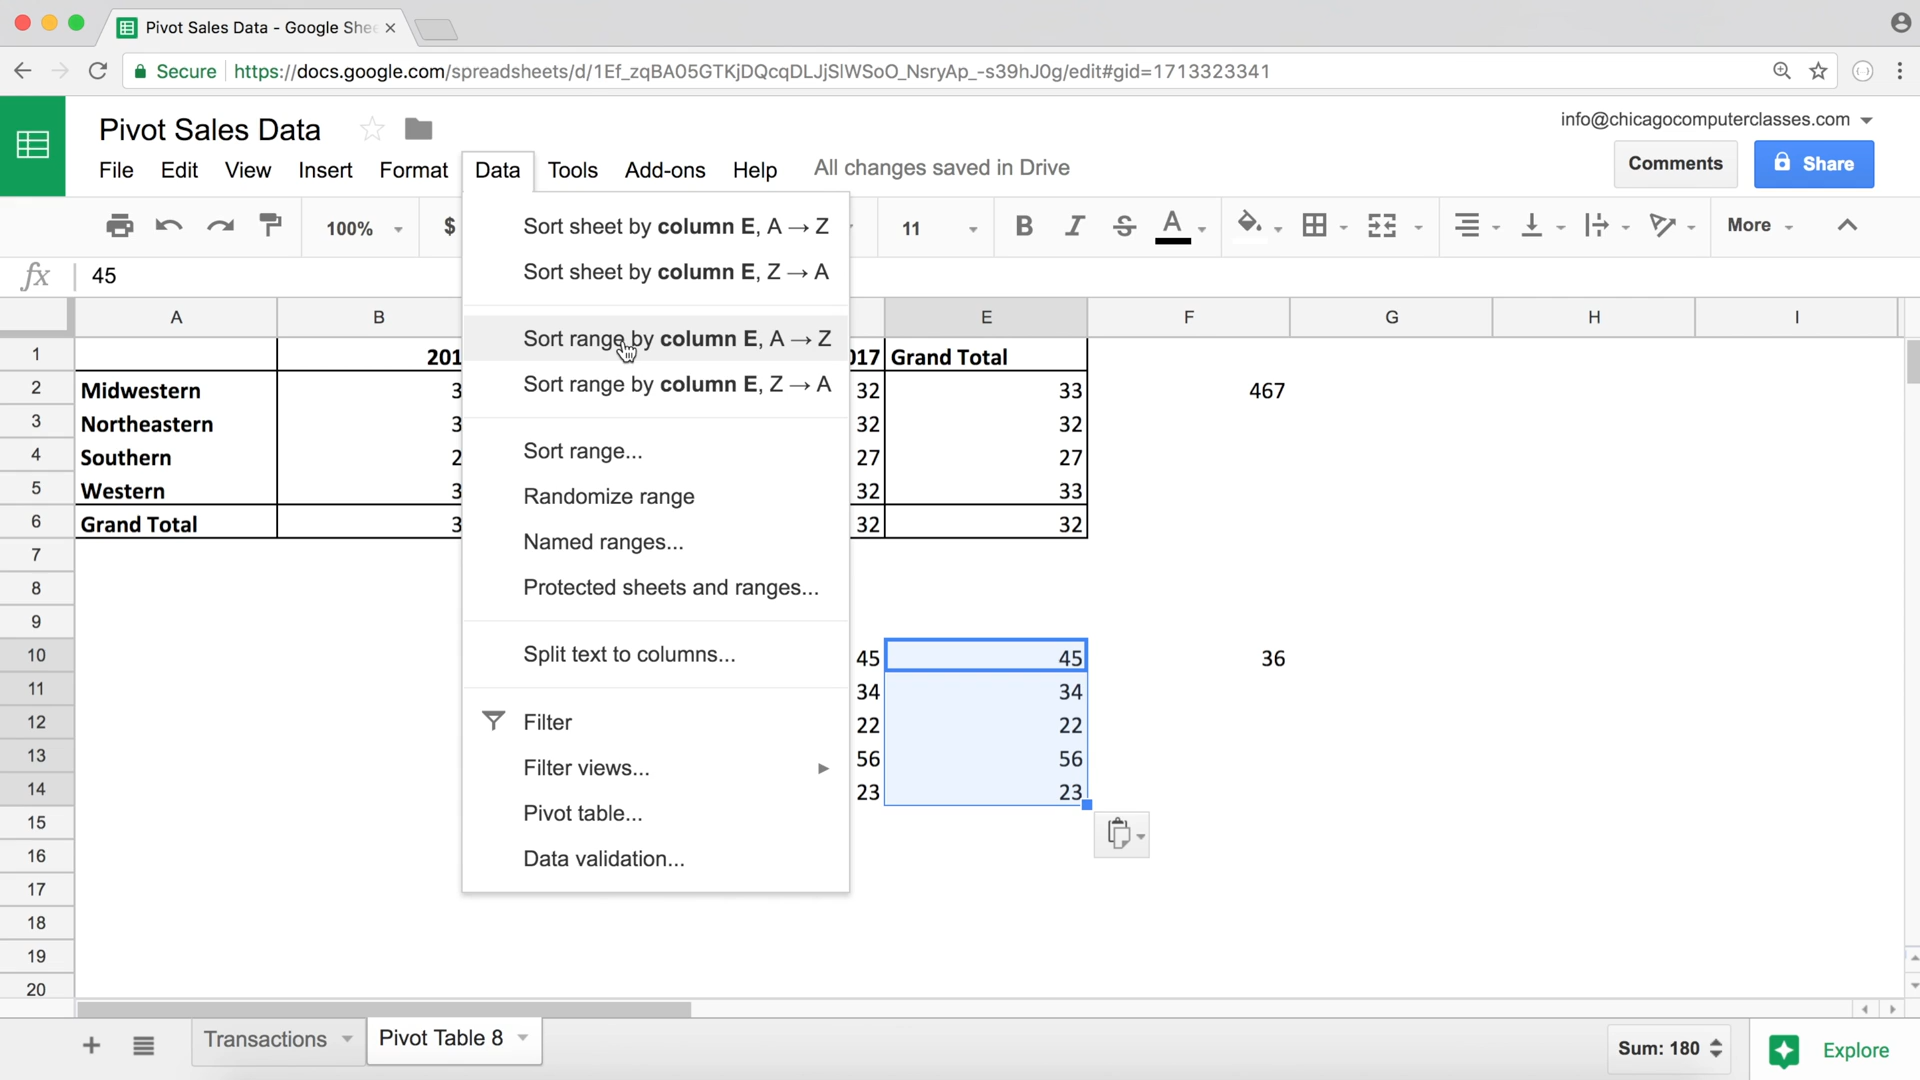 Pivot Sales Data - Google Shee
Secure https://docs.google.com/spreadsheets/d/1Ef_zqBA05GTKjDQcqDLJjSlWSoO_NsryAp_-s39hJ0g/edit#gid=1713323341
Pivot Sales Data
info@chicagocomputerclasses.com
File Edit View Insert Format Data Tools Add-ons Help All changes saved in Drive
Comments Share
100% $ 11 B I S A More
fx 45
A B E F G H I
1 201 017 Grand Total
2 Midwestern 3 32 33 467
3 Northeastern 3 32 32
4 Southern 2 27 27
5 Western 3 32 33
6 Grand Total 3 32 32
7
8
9
10 45 45 36
11 34 34
12 22 22
13 56 56
14 23 23
15
16
17
18
19
20
Sort sheet by column E, A → Z
Sort sheet by column E, Z → A
Sort range by column E, A → Z
Sort range by column E, Z → A
Sort range...
Randomize range
Named ranges...
Protected sheets and ranges...
Split text to columns...
Filter
Filter views...
Pivot table...
Data validation...
Transactions Pivot Table 8 Sum: 180 Explore